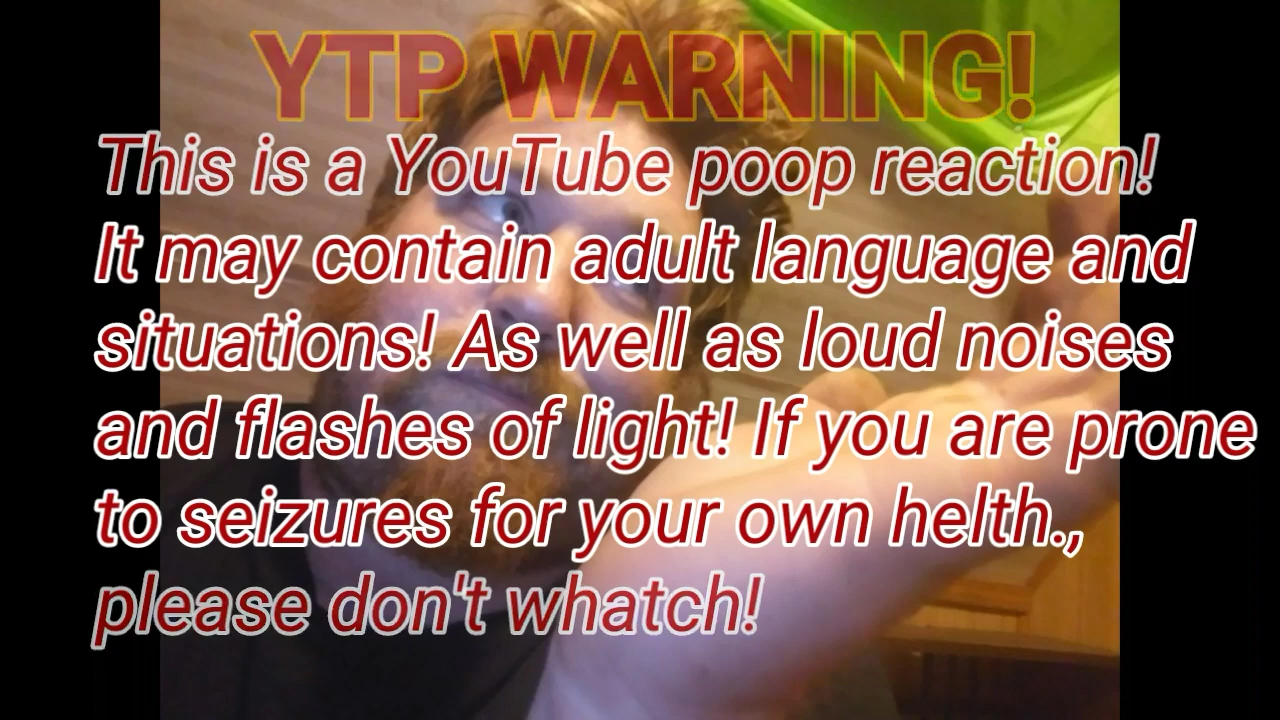 YTP WARNING!
This is a YouTube poop reaction!
It may contain adult language and
situations! As well as loud noises
and flashes of light! If you are prone
to seizures for your own helth.,
please don't whatch!